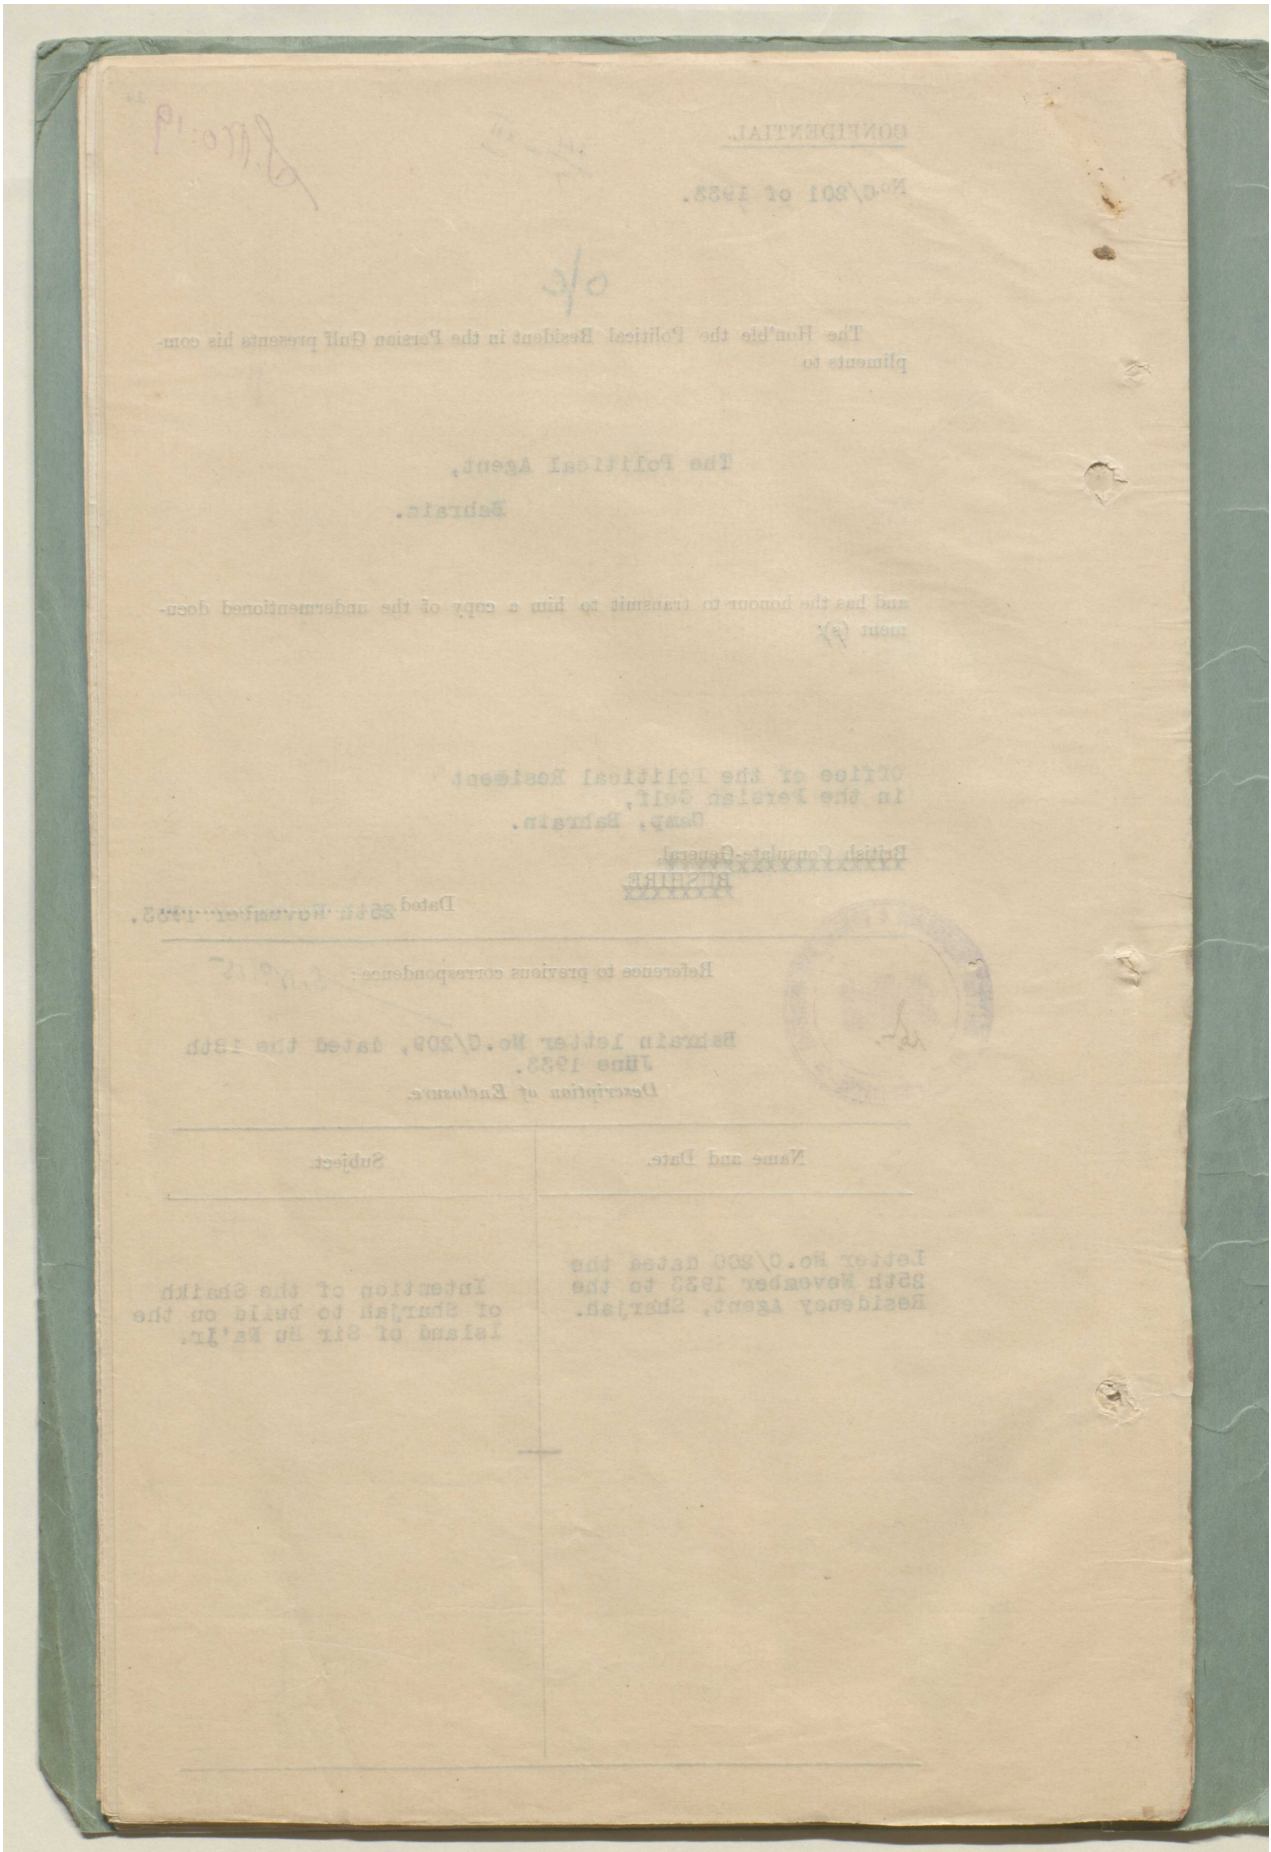 CONFIDENTIAL.
S. No: 19
No. C/201 of 1933.
o/c
The Hon'ble the Political Resident in the Persian Gulf presents his com-
pliments to
The Political Agent,
Bahrain.
and has the honour to transmit to him a copy of the undermentioned docu-
ment (s)
Office of the Political Resident
in the Persian Gulf,
Camp, Bahrain.
British Consulate-General,
BUSHIRE
Dated 25th November 1933.
Reference to previous correspondence:
Bahrain letter No.C/209, dated the 18th
June 1933.
Description of Enclosure.
Name and Date.
Subject.
Letter No.C/200 dated the
25th November 1933 to the
Residency Agent, Sharjah.
Intention of the Shaikh
of Sharjah to build on the
Island of Sir Bu Na'ir.